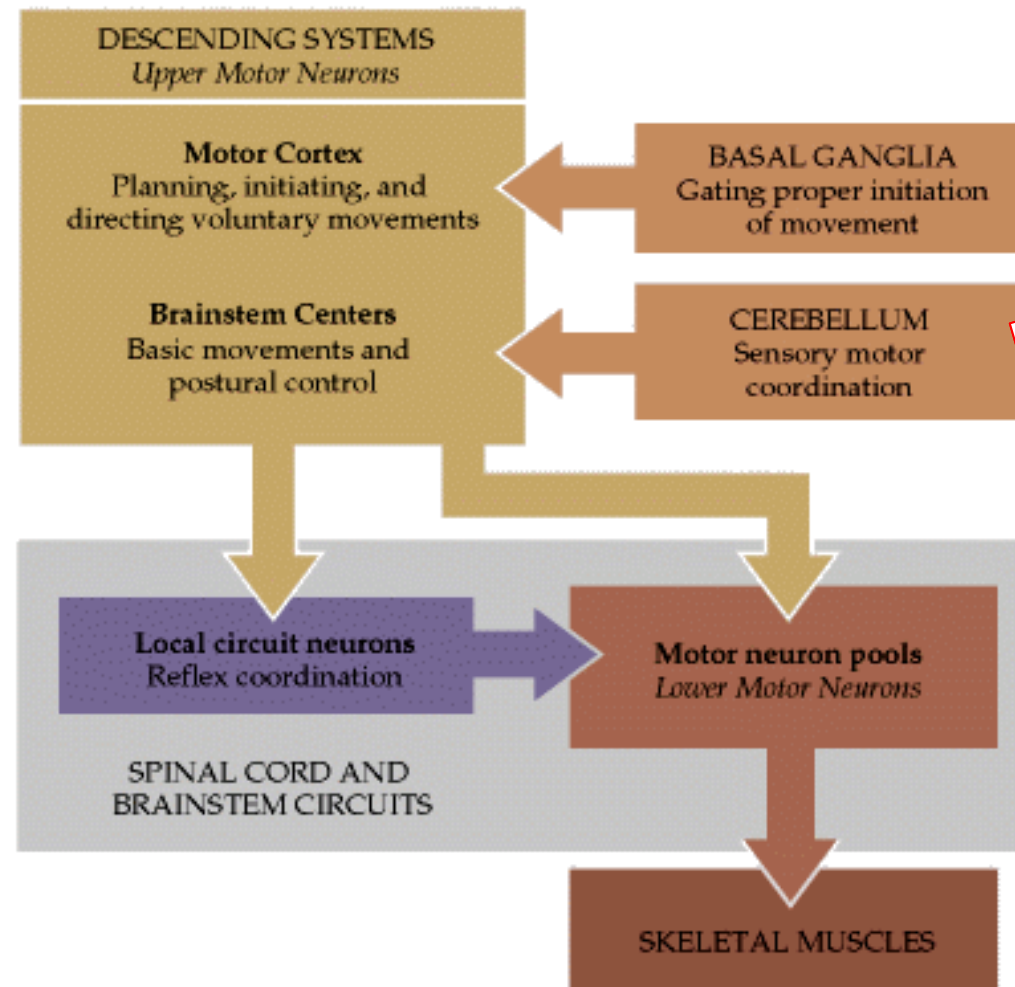 DESCENDING SYSTEMS
Upper Motor Neurons
Motor Cortex
Planning, initiating, and
directing voluntary movements
Brainstem Centers
Basic movements and
postural control
BASAL GANGLIA
Gating proper initiation
of movement
CEREBELLUM
Sensory motor
coordination
Local circuit neurons
Reflex coordination
Motor neuron pools
Lower Motor Neurons
SPINAL CORD AND
BRAINSTEM CIRCUITS
SKELETAL MUSCLES